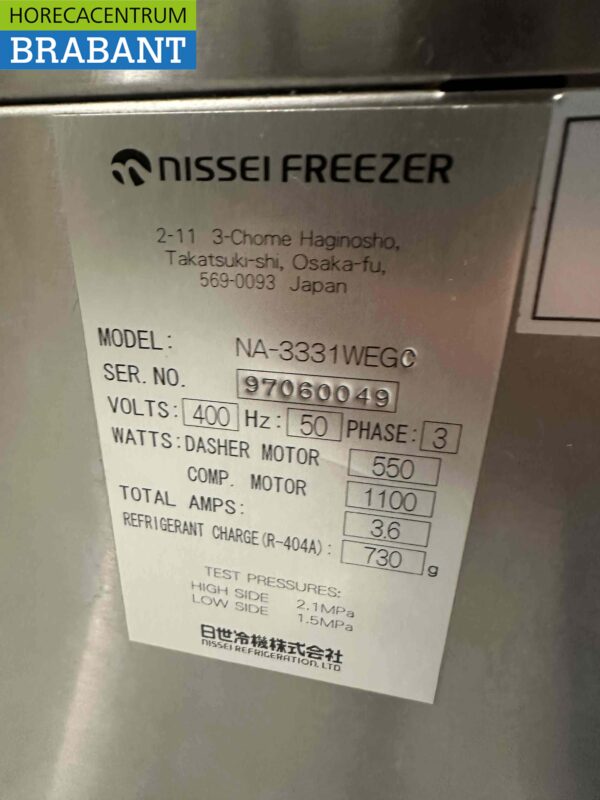 HORECACENTRUM
BRABANT
NISSEI FREEZER
2-11 3-Chome Haginosho,
Takatsuki-shi, Osaka-fu,
569-0093 Japan
MODEL: NA-3331WEGC
SER. NO. 97060049
VOLTS: 400 Hz: 50 PHASE: 3
WATTS: DASHER MOTOR 550
COMP. MOTOR 1100
TOTAL AMPS: 3.6
REFRIGERANT CHARGE(R-404A): 730 g
TEST PRESSURES:
HIGH SIDE 2.1MPa
LOW SIDE 1.5MPa
日世冷機株式会社
NISSEI REFRIGERATION. LTD